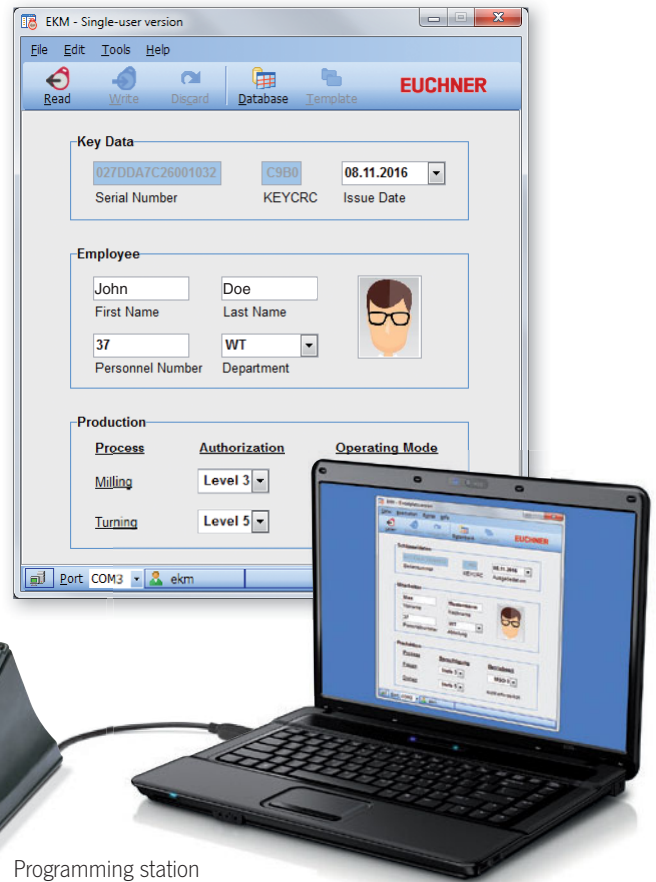 EKM - Single-user version
File Edit Tools Help
Read Write Discard Database Template EUCHNER
Key Data
027DDA7C26001032 C9B0 08.11.2016
Serial Number KEYCRC Issue Date
Employee
John Doe
First Name Last Name
37 WT
Personnel Number Department
Production
Process Authorization Operating Mode
Milling Level 3
Turning Level 5
Port COM3 ekm
EUCHNER
08.11.2016
37 WT
Programming station